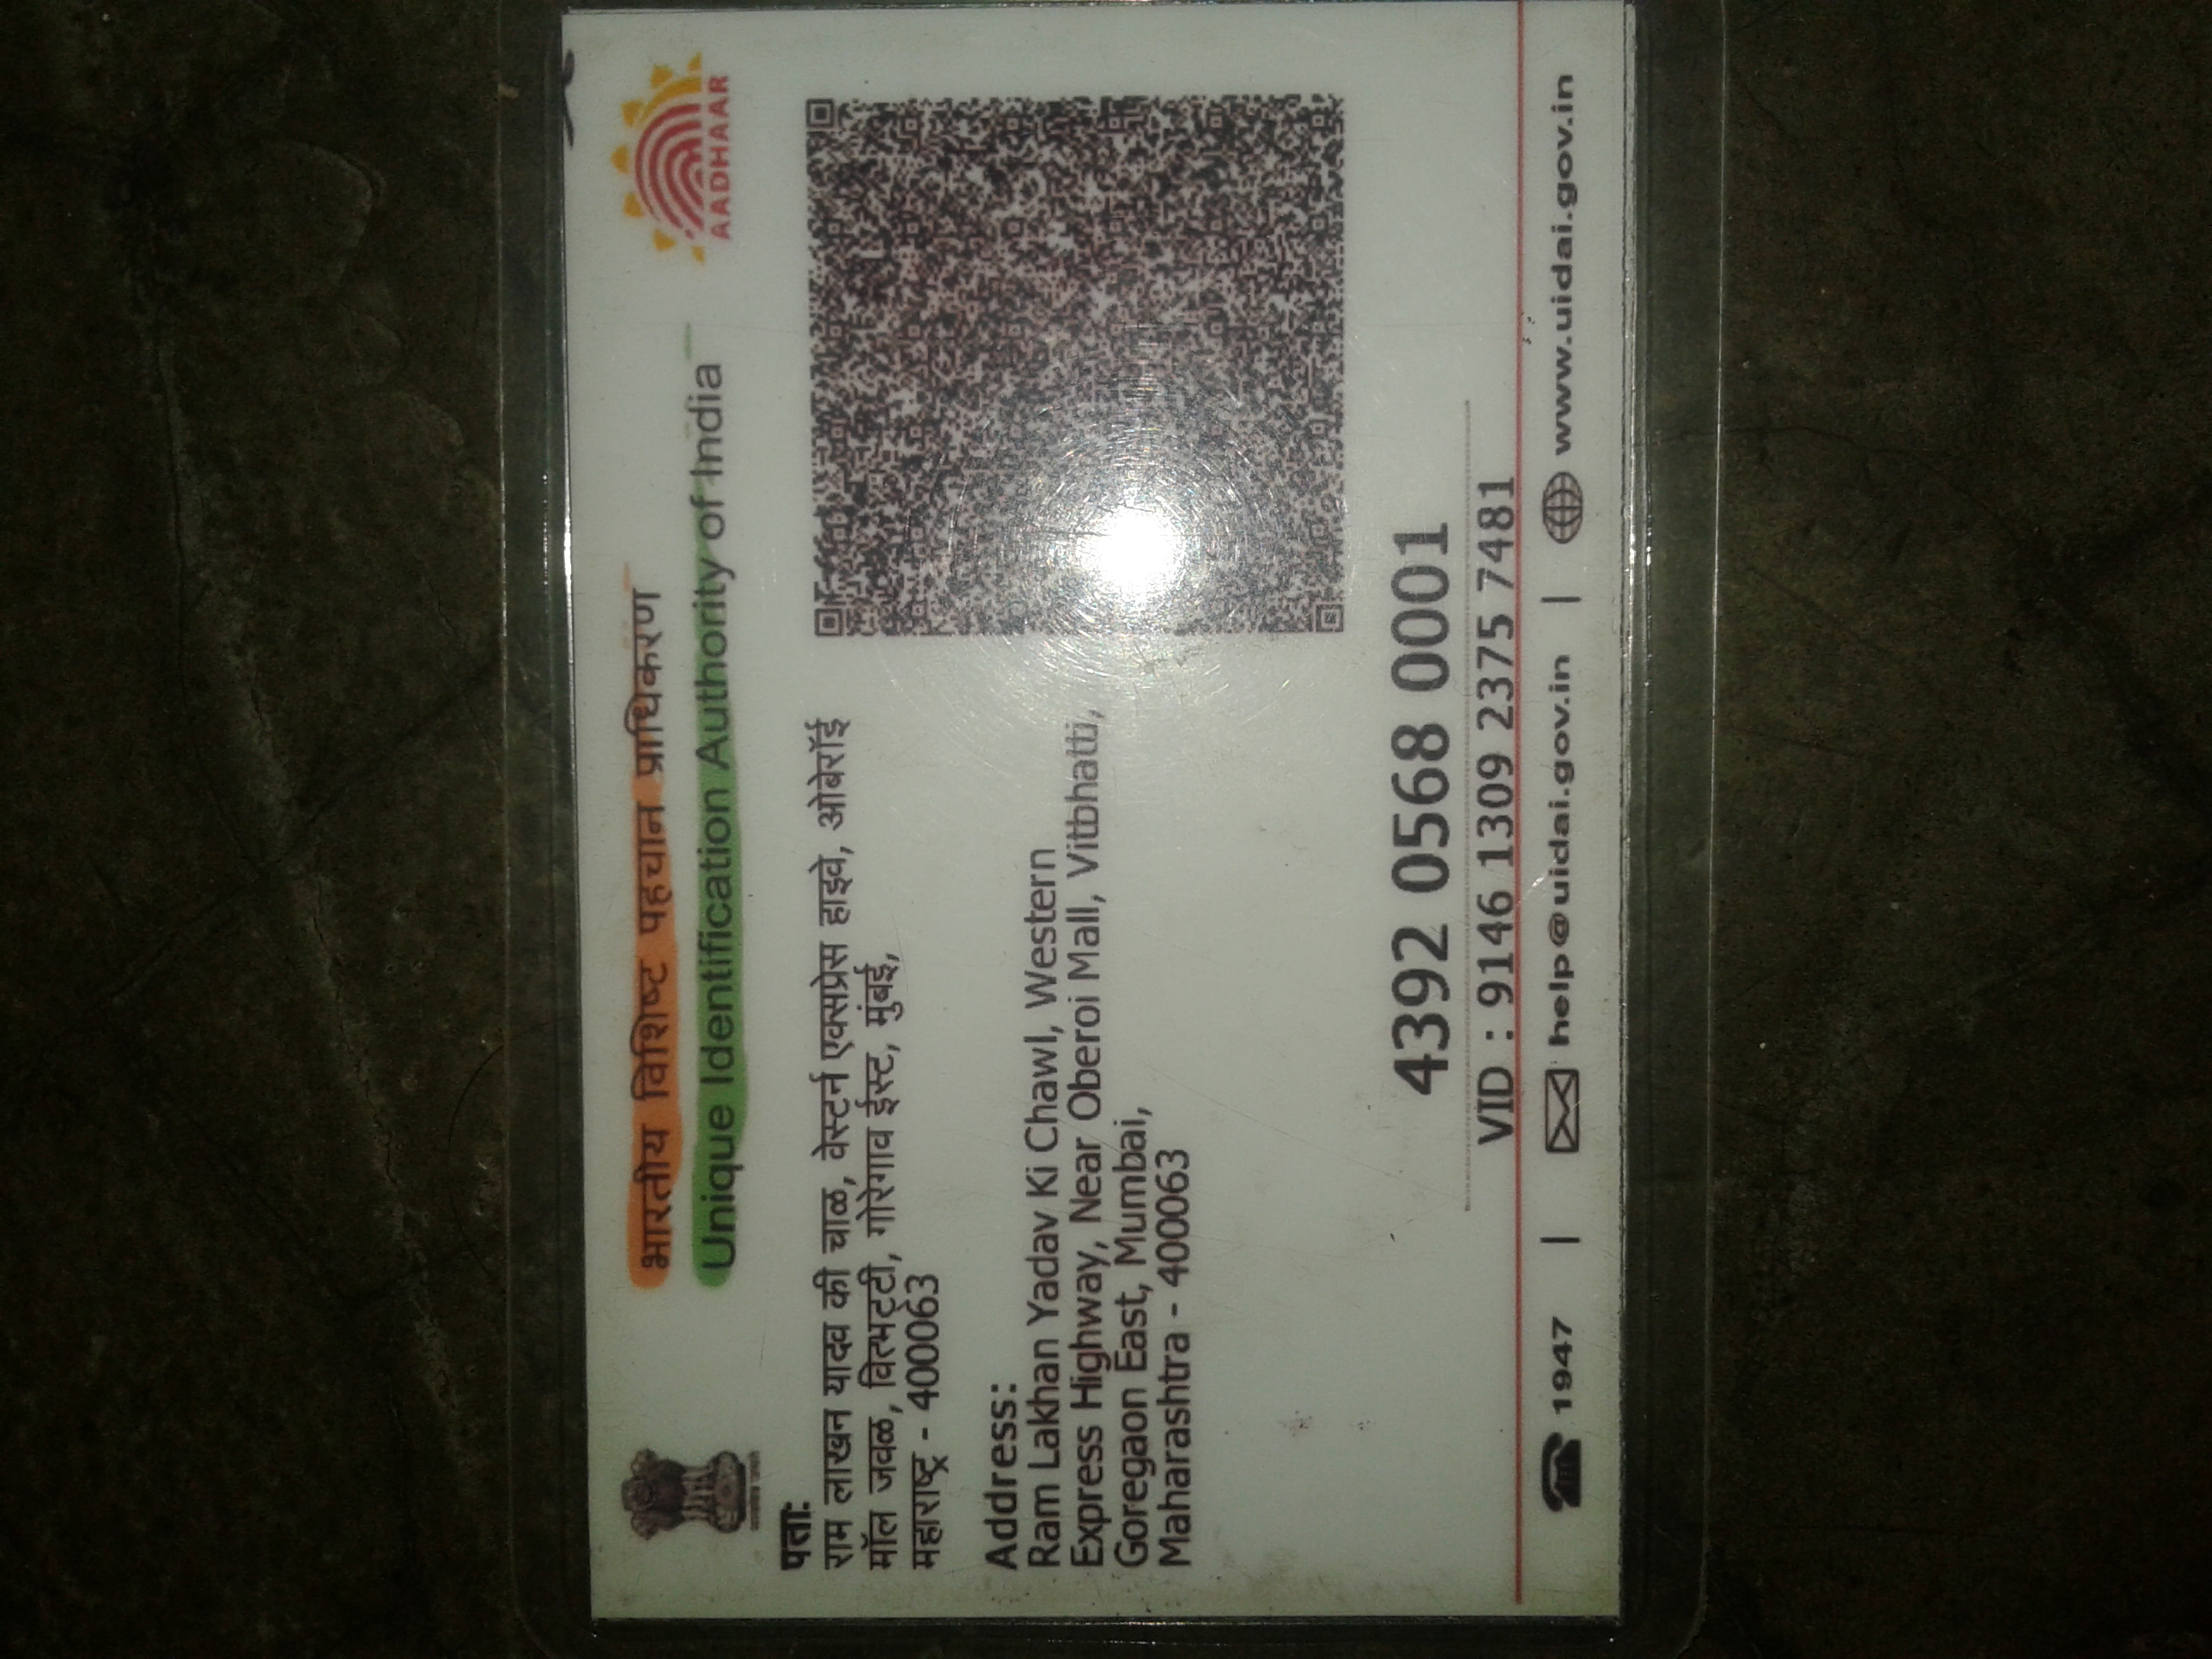 भारतीय विशिष्ट पहचान प्राधिकरण
Unique Identification Authority of India
AADHAAR
पता:
राम लाखन यादव की चाळ, वेस्टर्न एक्सप्रेस हाइवे, ओबेरॉई
मॉल जवळ, वित्भट्टी, गोरेगाव ईस्ट, मुंबई,
महाराष्ट्र - 400063
Address:
Ram Lakhan Yadav Ki Chawl, Western
Express Highway, Near Oberoi Mall, Vitbhatti,
Goregaon East, Mumbai,
Maharashtra - 400063
4392 0568 0001
VID : 9146 1309 2375 7481
1947 | help@uidai.gov.in | www.uidai.gov.in